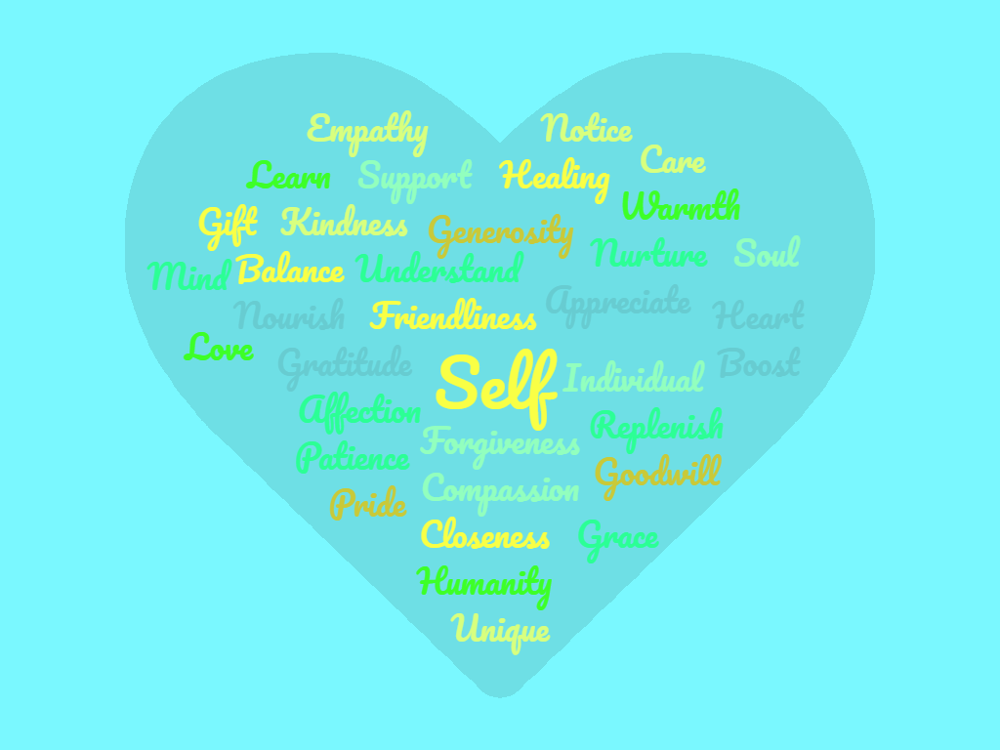 Empathy Notice
Care
Learn Support Healing
Warmth
Gift Kindness Generosity
Nurture Soul
Mind Balance Understand
Appreciate
Nourish Friendliness Heart
Love
Gratitude Self Individual Boost
Affection
Forgiveness Replenish
Patience
Compassion Goodwill
Pride
Closeness Grace
Humanity
Unique